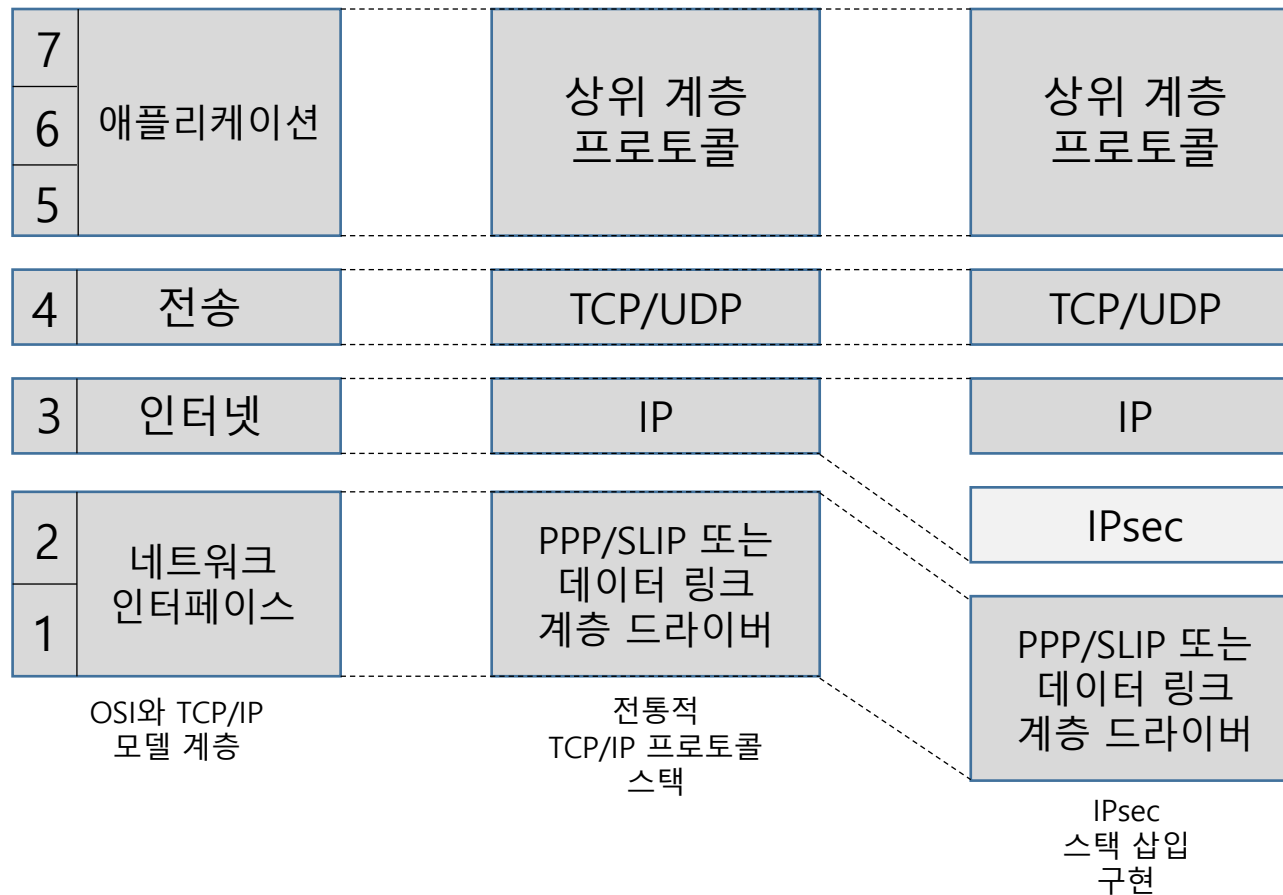 7
6
5
애플리케이션
상위 계층
프로토콜
상위 계층
프로토콜
4
전송
TCP/UDP
TCP/UDP
3
인터넷
IP
IP
IPsec
2
1
네트워크
인터페이스
PPP/SLIP 또는
데이터 링크
계층 드라이버
PPP/SLIP 또는
데이터 링크
계층 드라이버
OSI와 TCP/IP
모델 계층
전통적
TCP/IP 프로토콜
스택
IPsec
스택 삽입
구현